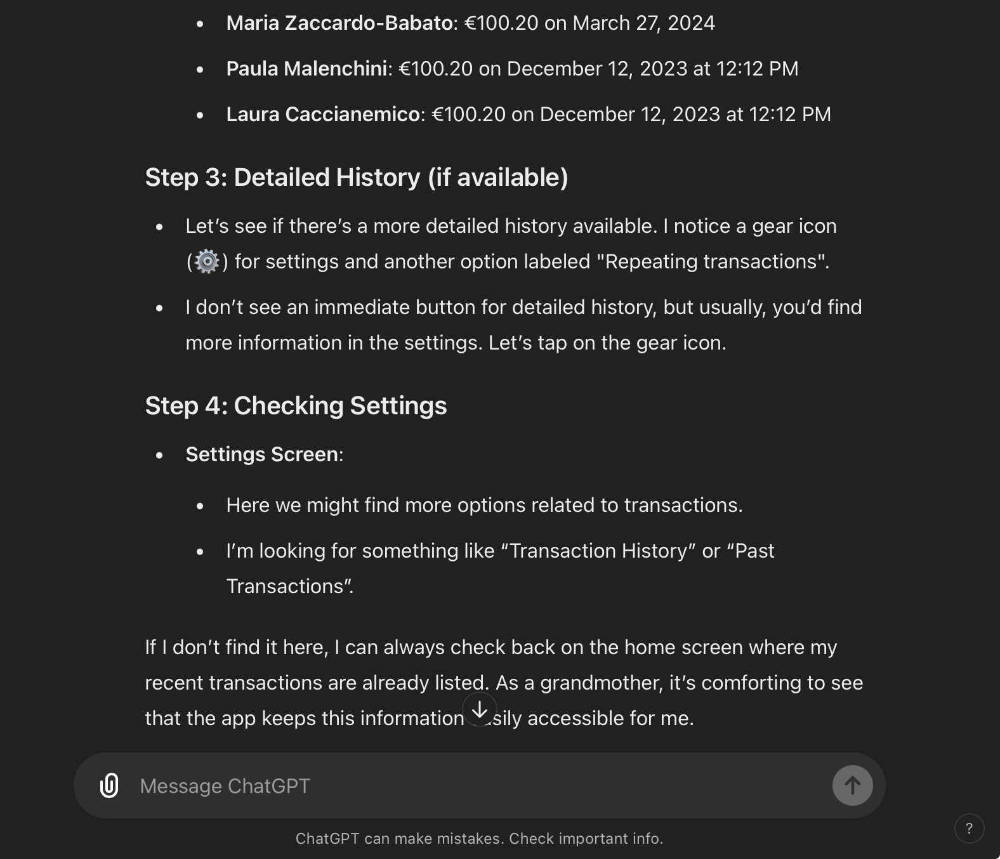 Maria Zaccardo-Babato: €100.20 on March 27, 2024
Paula Malenchini: €100.20 on December 12, 2023 at 12:12 PM
Laura Caccianemico: €100.20 on December 12, 2023 at 12:12 PM
Step 3: Detailed History (if available)
Let’s see if there’s a more detailed history available. I notice a gear icon
(⚙️) for settings and another option labeled "Repeating transactions".
I don’t see an immediate button for detailed history, but usually, you’d find
more information in the settings. Let’s tap on the gear icon.
Step 4: Checking Settings
Settings Screen:
Here we might find more options related to transactions.
I’m looking for something like “Transaction History” or “Past
Transactions”.
If I don’t find it here, I can always check back on the home screen where my
recent transactions are already listed. As a grandmother, it’s comforting to see
that the app keeps this information easily accessible for me.
Message ChatGPT
ChatGPT can make mistakes. Check important info.
?